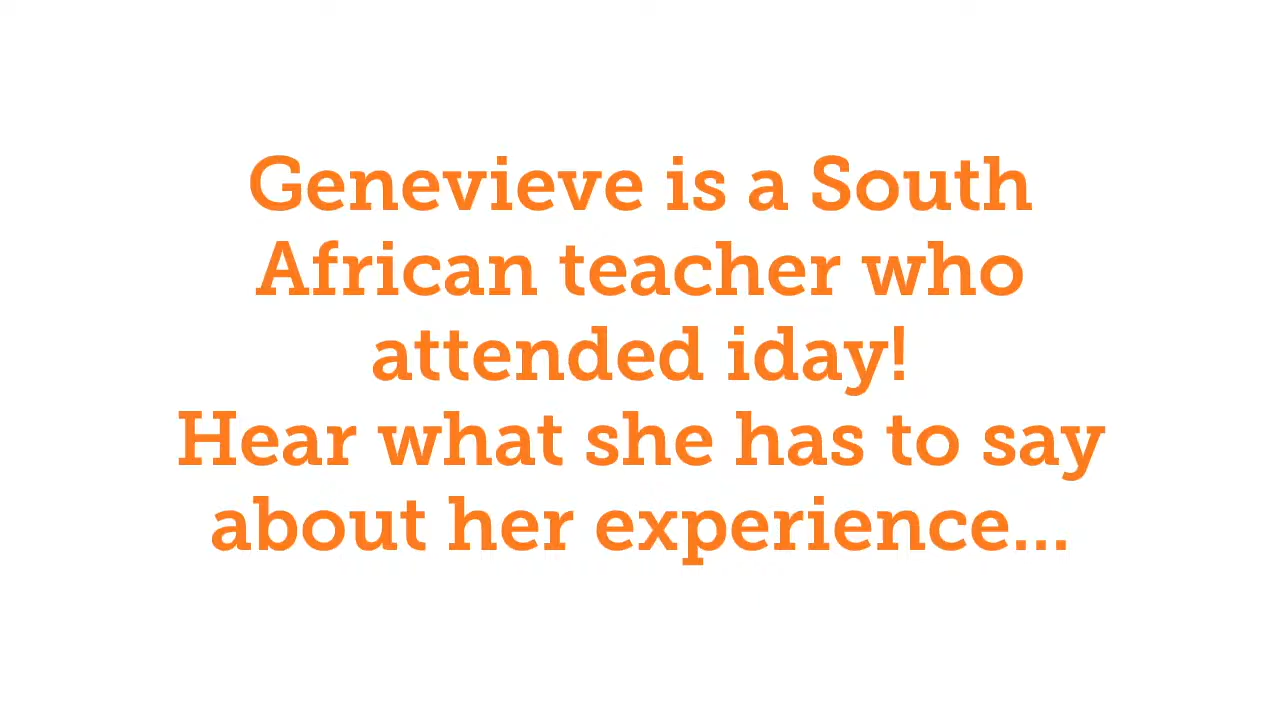 Genevieve is a South
African teacher who
attended iday!
Hear what she has to say
about her experience...